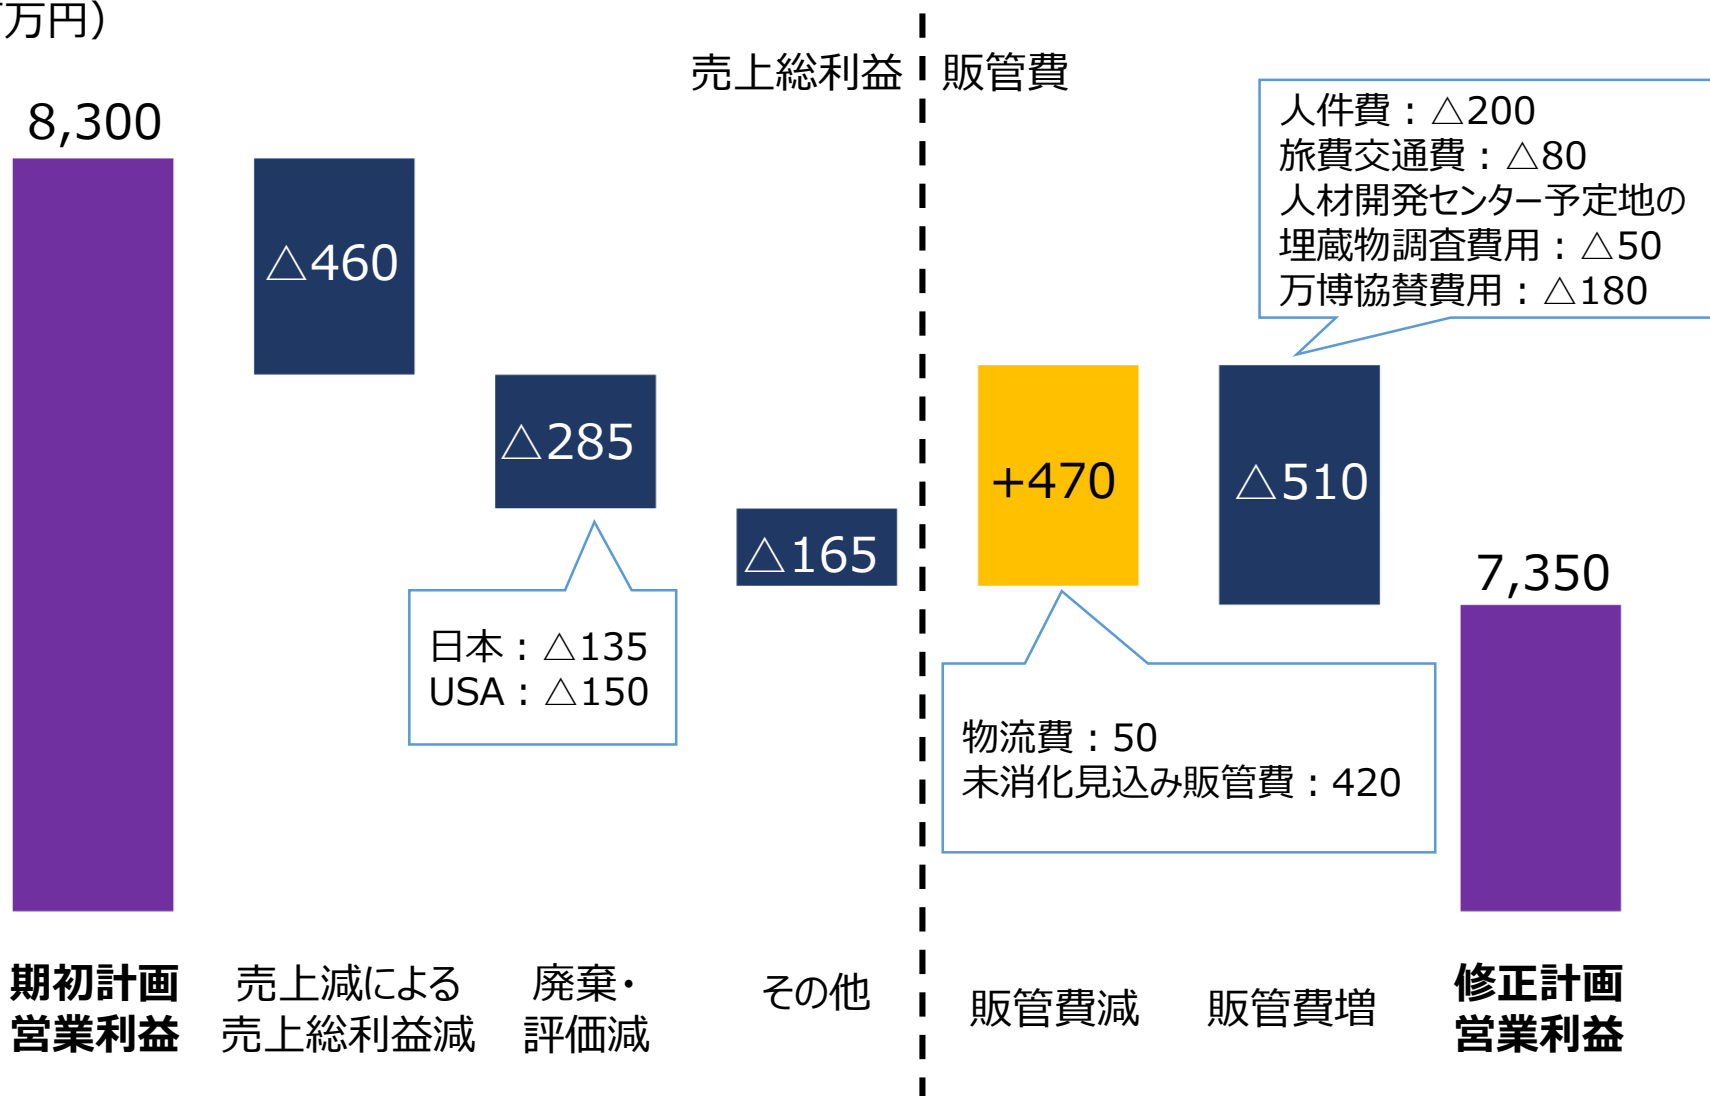 万円）
売上総利益
販管費
8,300
△460
△285
△165
+470
△510
7,350
人件費：△200
旅費交通費：△80
人材開発センター予定地の
埋蔵物調査費用：△50
万博協賛費用：△180
日本：△135
USA：△150
物流費：50
未消化見込み販管費：420
期初計画
営業利益
売上減による
売上総利益減
廃棄・
評価減
その他
販管費減
販管費増
修正計画
営業利益